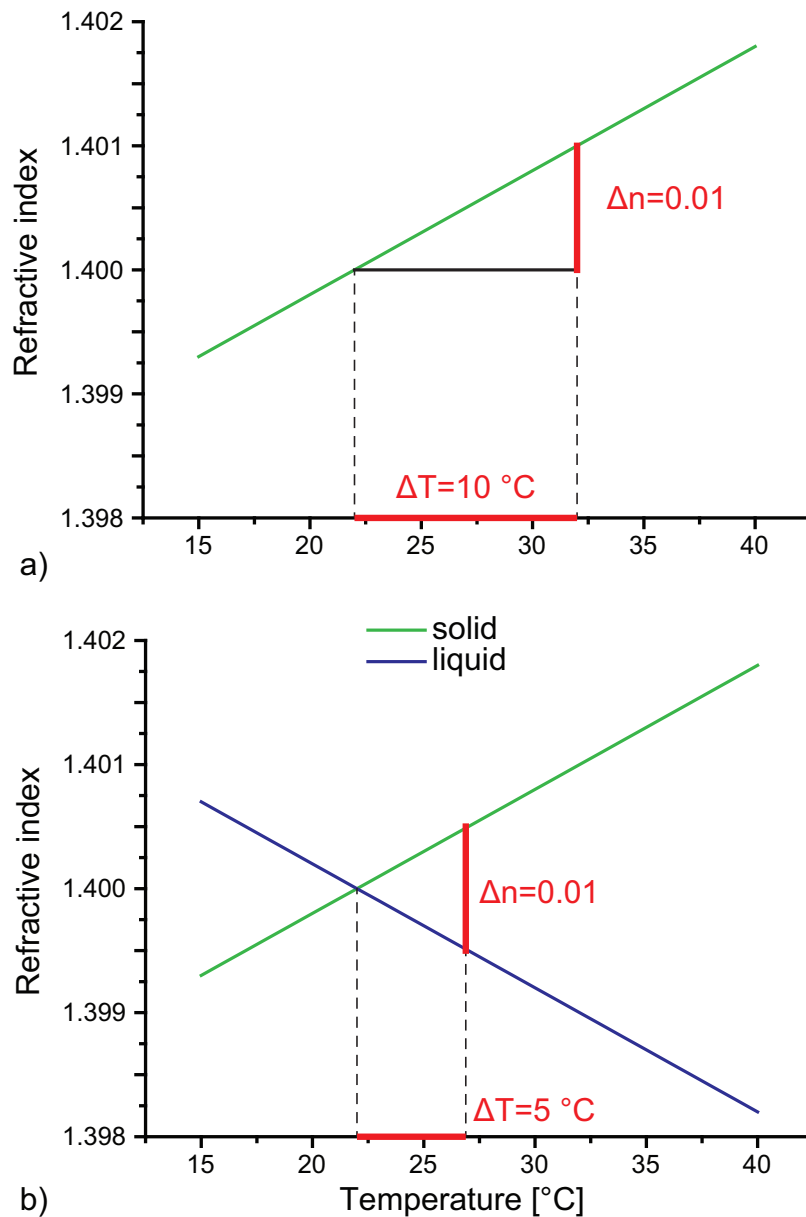 1.402
1.401
1.400
1.399
1.398
Refractive index
Δn=0.01
ΔT=10 °C
15 20 25 30 35 40
a)
solid
liquid
1.402
1.401
1.400
1.399
1.398
Refractive index
Δn=0.01
ΔT=5 °C
15 20 25 30 35 40
b)
Temperature [°C]